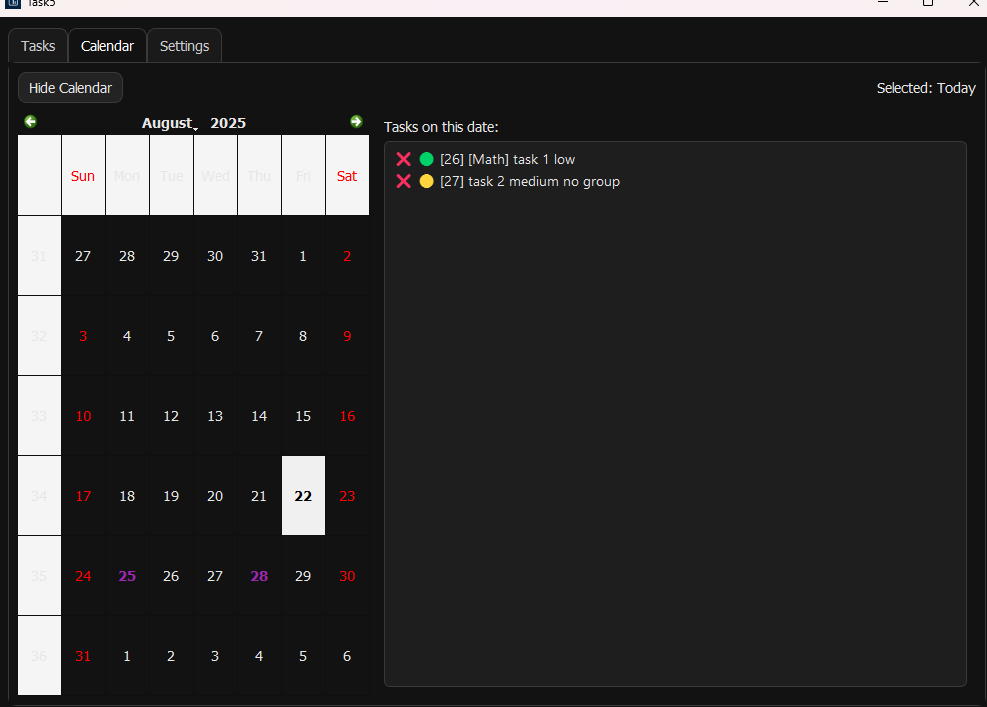 Task5
Tasks Calendar Settings
Hide Calendar
Selected: Today
August 2025
Tasks on this date:
Sun Mon Tue Wed Thu Fri Sat
31 27 28 29 30 31 1 2
32 3 4 5 6 7 8 9
33 10 11 12 13 14 15 16
34 17 18 19 20 21 22 23
35 24 25 26 27 28 29 30
36 31 1 2 3 4 5 6
[26] [Math] task 1 low
[27] task 2 medium no group